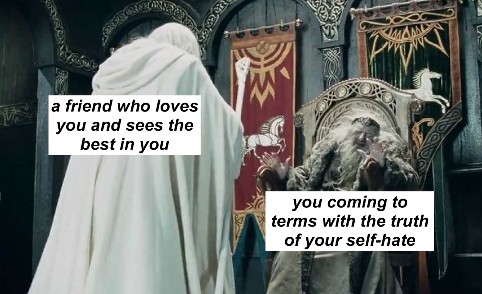 a friend who loves
you and sees the
best in you
you coming to
terms with the truth
of your self-hate